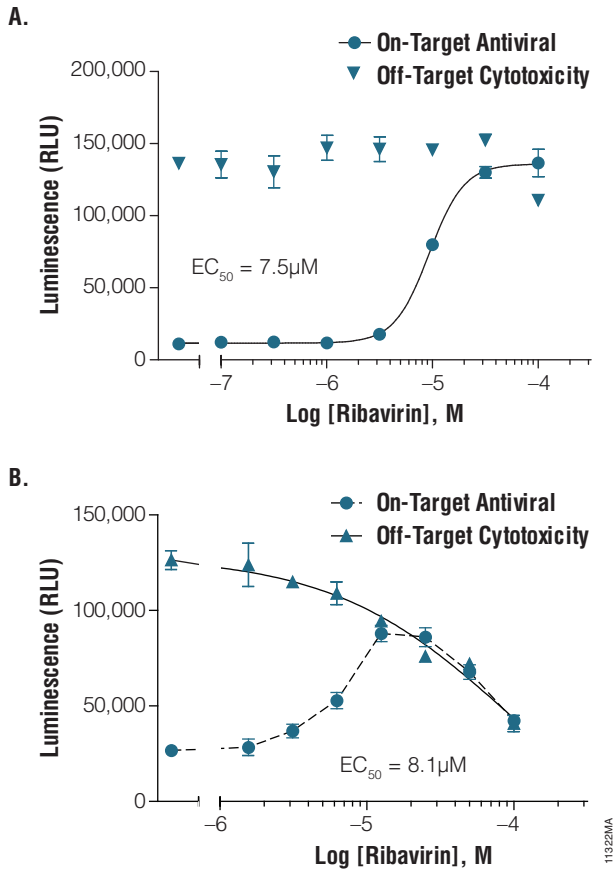 A.
On-Target Antiviral
Off-Target Cytotoxicity
200,000
150,000
100,000
50,000
0
Luminescence (RLU)
EC50 = 7.5µM
–7
–6
–5
–4
Log [Ribavirin], M
B.
On-Target Antiviral
Off-Target Cytotoxicity
150,000
100,000
50,000
0
Luminescence (RLU)
EC50 = 8.1µM
–6
–5
–4
Log [Ribavirin], M
11322MA